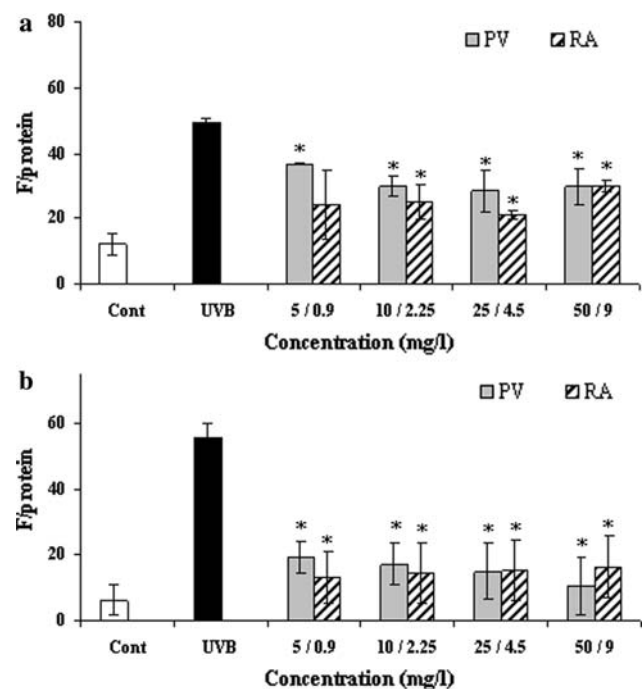 a
80
PV RA
60
F/protein
40
* * * * * * *
20
0
Cont UVB 5 / 0.9 10 / 2.25 25 / 4.5 50 / 9
Concentration (mg/l)
b
PV RA
60
F/protein
40
* * * * * * * *
20
0
Cont UVB 5 / 0.9 10 / 2.25 25 / 4.5 50 / 9
Concentration (mg/l)